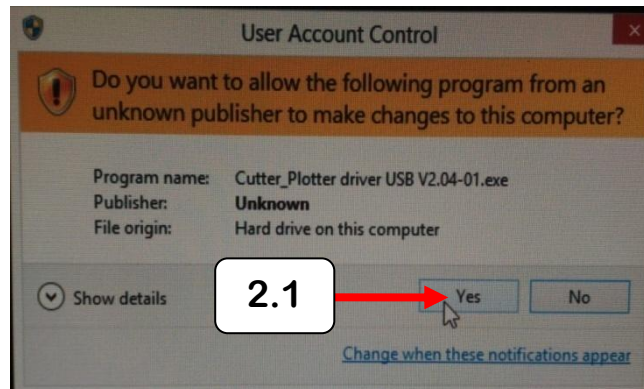 User Account Control
Do you want to allow the following program from an
unknown publisher to make changes to this computer?
Program name: Cutter_Plotter driver USB V2.04-01.exe
Publisher: Unknown
File origin: Hard drive on this computer
Show details
2.1
Yes
No
Change when these notifications appear